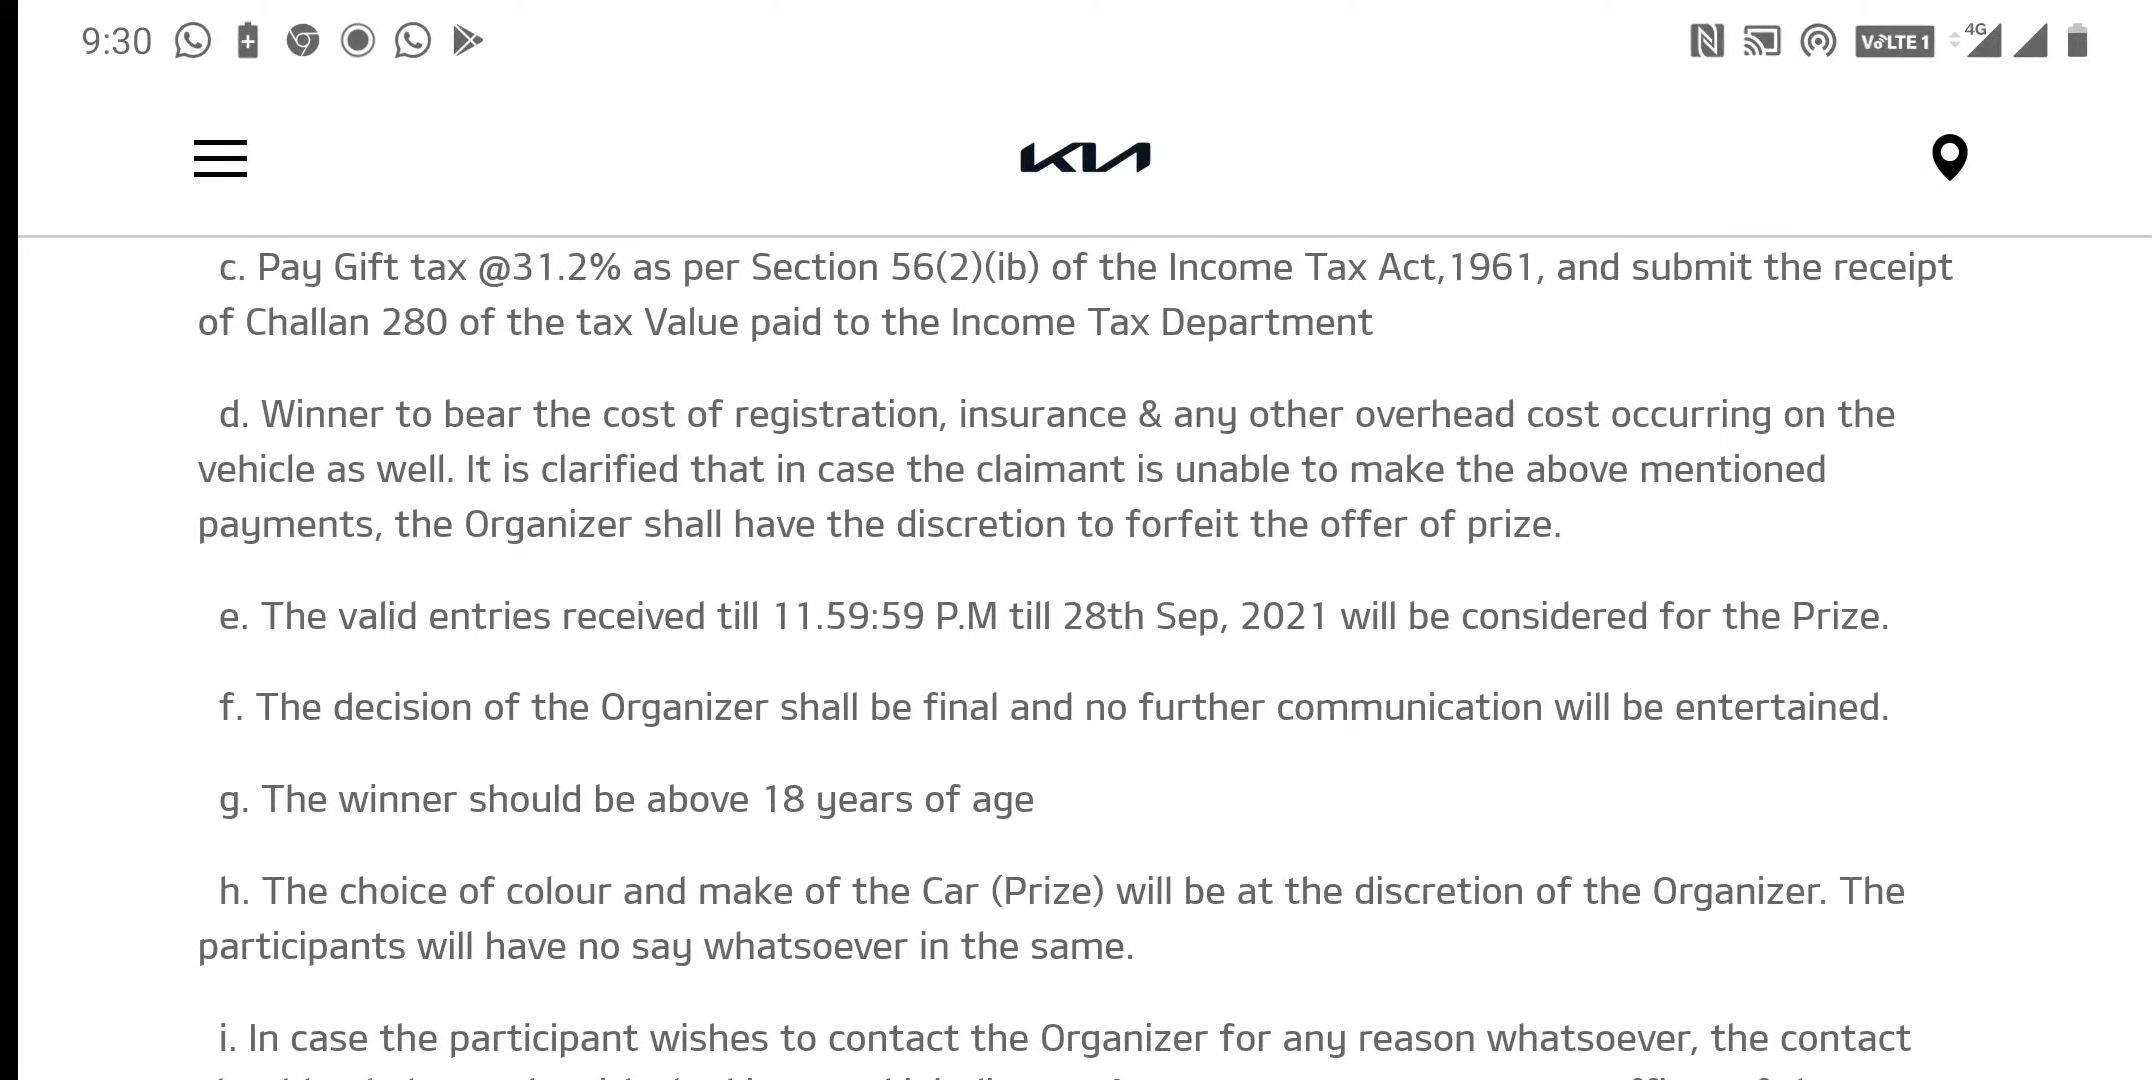 9:30 VoLTE 1 4G
KIA
c. Pay Gift tax @31.2% as per Section 56(2)(ib) of the Income Tax Act,1961, and submit the receipt
of Challan 280 of the tax Value paid to the Income Tax Department
d. Winner to bear the cost of registration, insurance & any other overhead cost occurring on the
vehicle as well. It is clarified that in case the claimant is unable to make the above mentioned
payments, the Organizer shall have the discretion to forfeit the offer of prize.
e. The valid entries received till 11.59:59 P.M till 28th Sep, 2021 will be considered for the Prize.
f. The decision of the Organizer shall be final and no further communication will be entertained.
g. The winner should be above 18 years of age
h. The choice of colour and make of the Car (Prize) will be at the discretion of the Organizer. The
participants will have no say whatsoever in the same.
i. In case the participant wishes to contact the Organizer for any reason whatsoever, the contact